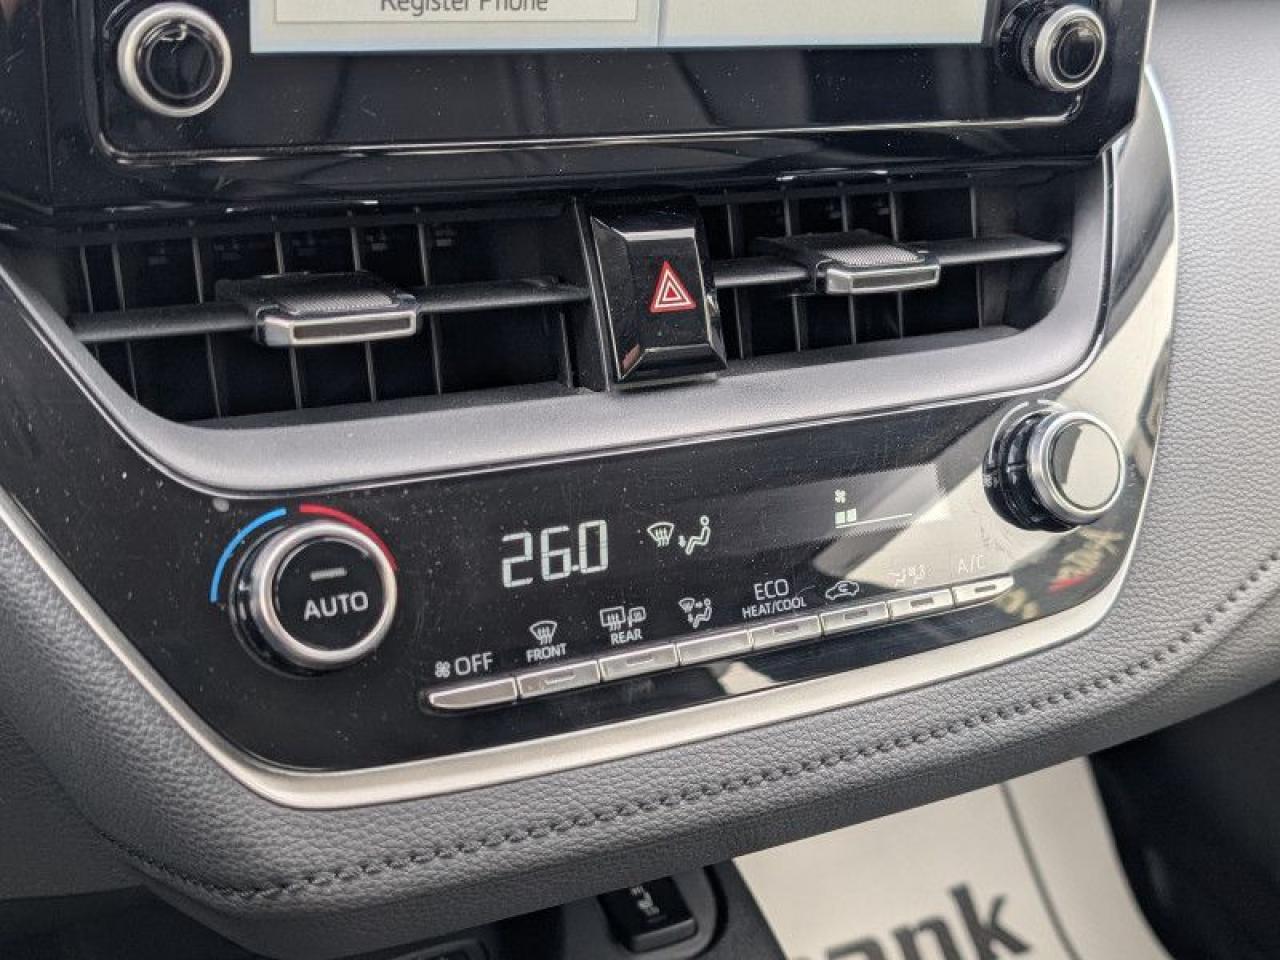 Register Phone
26.0
AUTO
OFF
FRONT
REAR
ECO
HEAT/COOL
A/C